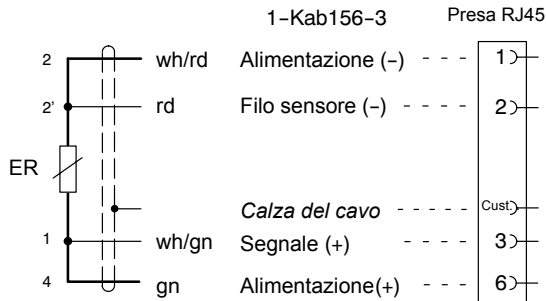 1-Kab156-3 Presa RJ45
2 wh/rd Alimentazione (-) 1
2' rd Filo sensore (-) 2
ER
Calza del cavo Cust.
1 wh/gn Segnale (+) 3
4 gn Alimentazione(+) 6